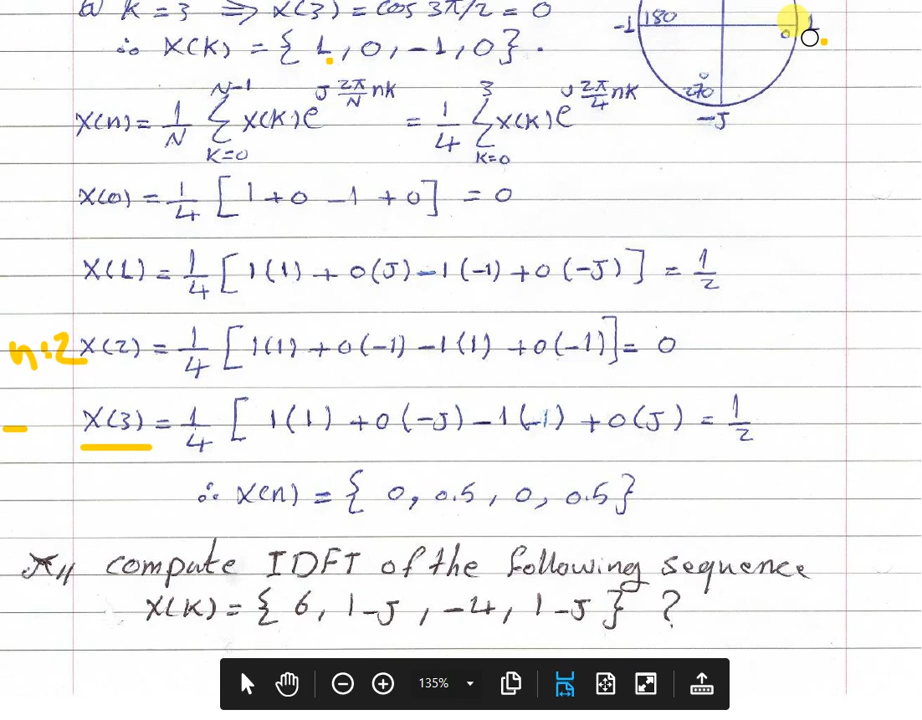 @ K = 3 ⇒ X(3) = cos 3π/2 = 0
∴ X(K) = { 1, 0, -1, 0 } .
-1 180 0 1
270
-J
X(n) = 1/N Σ_{K=0}^{N-1} X(K) e^{J 2π/N nK} = 1/4 Σ_{K=0}^{3} X(K) e^{J 2π/4 nK}
X(0) = 1/4 [ 1 + 0 - 1 + 0 ] = 0
X(1) = 1/4 [ 1(1) + 0(J) - 1(-1) + 0(-J) ] = 1/2
n=2 X(2) = 1/4 [ 1(1) + 0(-1) - 1(1) + 0(-1) ] = 0
X(3) = 1/4 [ 1(1) + 0(-J) - 1(-1) + 0(J) = 1/2
∴ X(n) = { 0, 0.5, 0, 0.5 }
compute IDFT of the following sequence
X(K) = { 6, 1-J, -4, 1-J } ?
135%